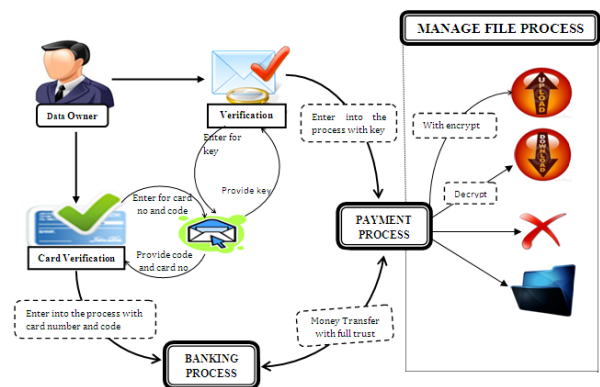 MANAGE FILE PROCESS
Data Owner
Verification
Enter for
key
Provide key
Enter into the
process with key
With encrypt
UPLOAD
DOWNLOAD
Decrypt
Enter for card
no and code
Card Verification
Provide code
and card no
PAYMENT
PROCESS
Enter into the process with
card number and code
Money Transfer
with full trust
BANKING
PROCESS